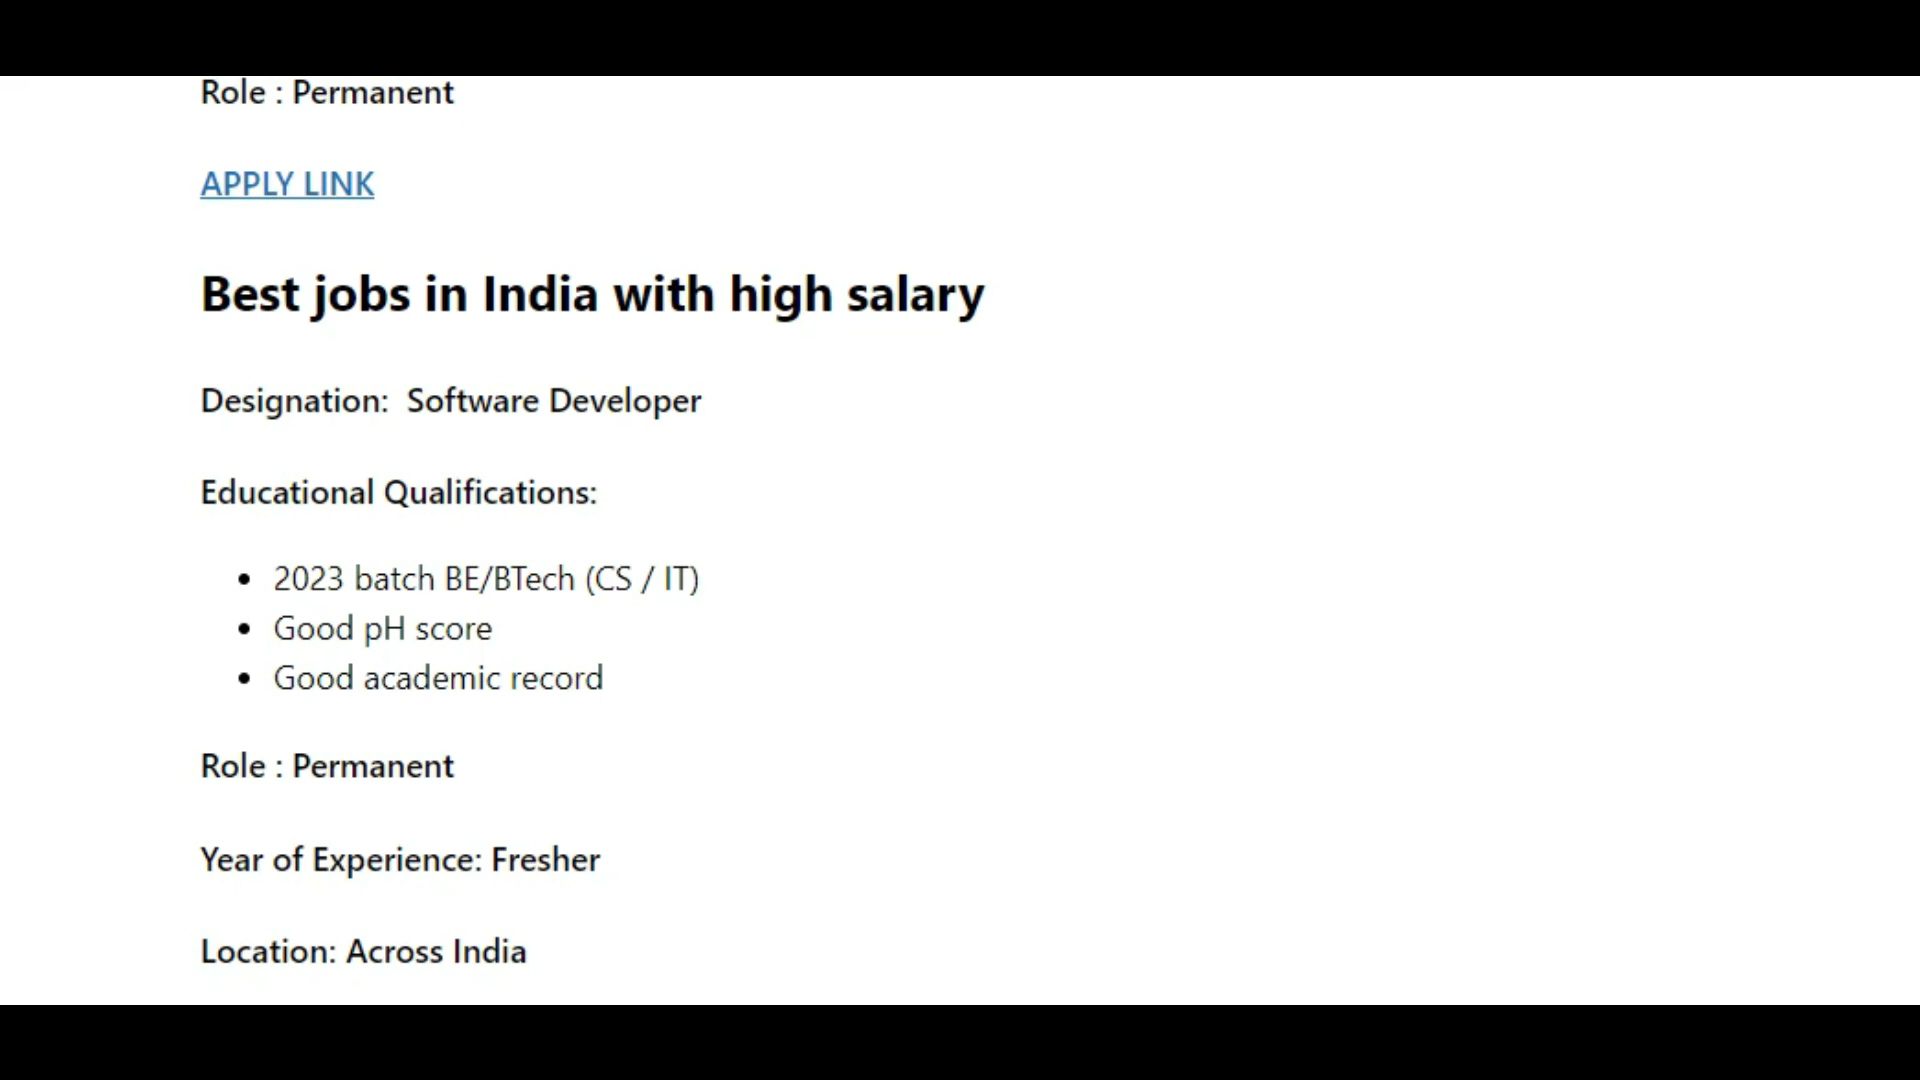 Role : Permanent
APPLY LINK
Best jobs in India with high salary
Designation:  Software Developer
Educational Qualifications:
• 2023 batch BE/BTech (CS / IT)
• Good pH score
• Good academic record
Role : Permanent
Year of Experience: Fresher
Location: Across India